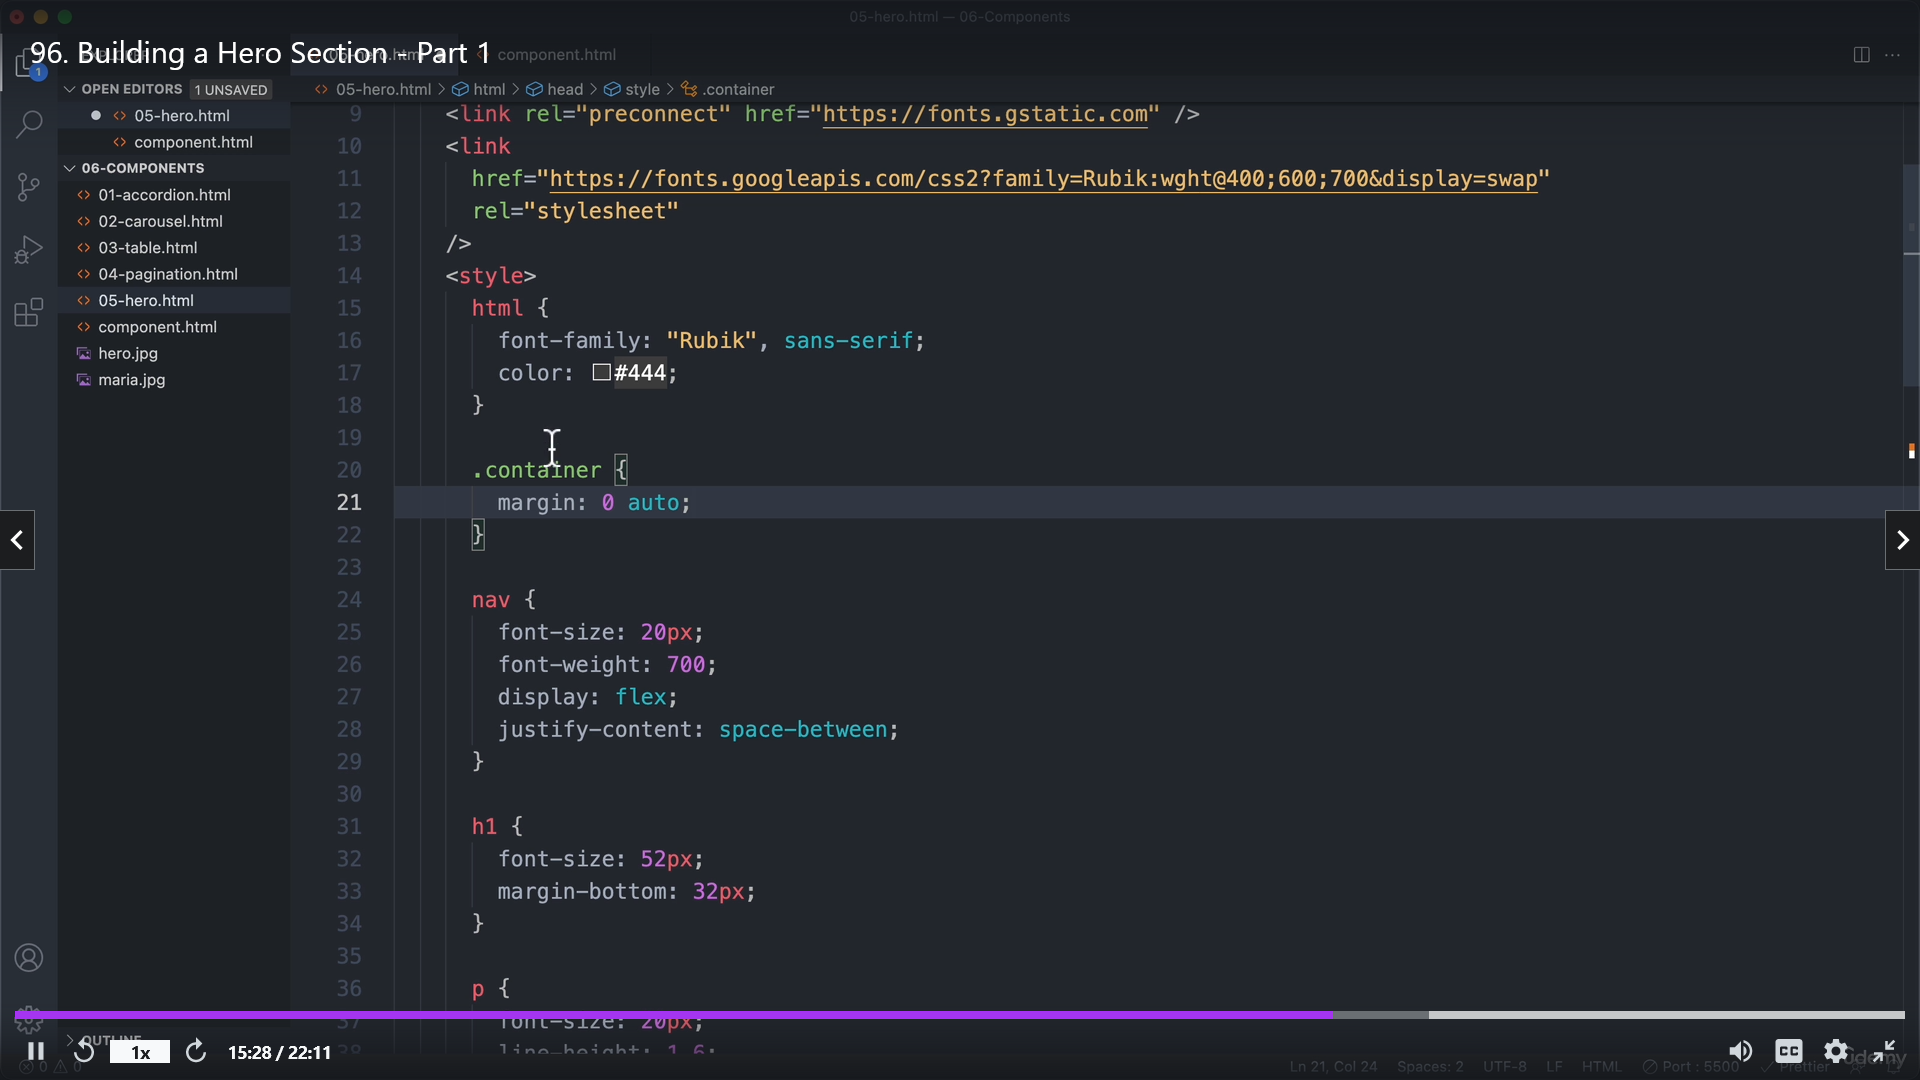 05-hero.html — 06-Components
96. Building a Hero Section - Part 1
component.html
1
OPEN EDITORS 1 UNSAVED
05-hero.html > html > head > style > .container
05-hero.html
component.html
06-COMPONENTS
01-accordion.html
02-carousel.html
03-table.html
04-pagination.html
05-hero.html
component.html
hero.jpg
maria.jpg
OUTLINE
9 <link rel="preconnect" href="https://fonts.gstatic.com" />
10 <link
11 href="https://fonts.googleapis.com/css2?family=Rubik:wght@400;600;700&display=swap"
12 rel="stylesheet"
13 />
14 <style>
15 html {
16 font-family: "Rubik", sans-serif;
17 color: #444;
18 }
19
20 .container {
21 margin: 0 auto;
22 }
23
24 nav {
25 font-size: 20px;
26 font-weight: 700;
27 display: flex;
28 justify-content: space-between;
29 }
30
31 h1 {
32 font-size: 52px;
33 margin-bottom: 32px;
34 }
35
36 p {
37 font-size: 20px;
38 line-height: 1.6;
1x 15:28 / 22:11
CC
0 0
Ln 21, Col 24 Spaces: 2 UTF-8 LF HTML Port : 5500 Prettier
udemy